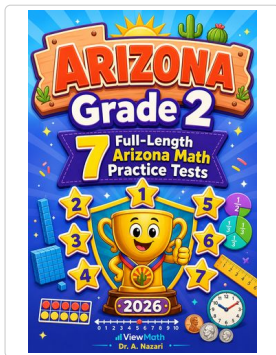 ARIZONA
Grade 2
7 Full-Length
Arizona Math
Practice Tests
1
2
5
3
6
4
7
2026
0 1 2 3 4 5 6 7 8 9 10
ViewMath
Dr. A. Nazari